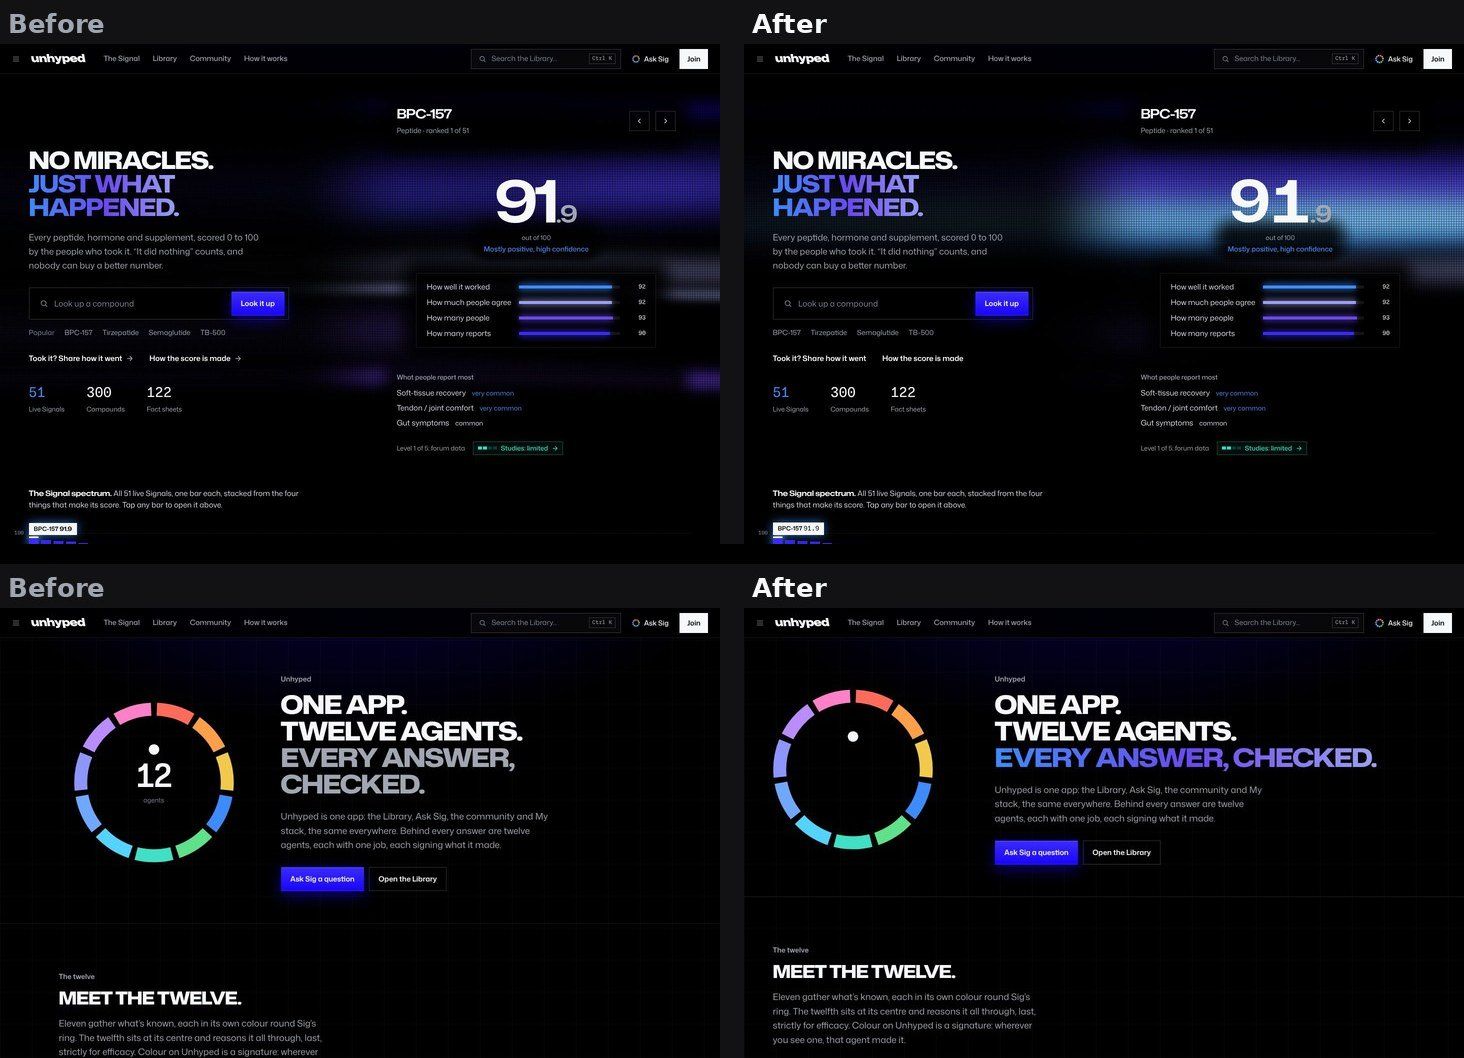 Before
unhyped The Signal Library Community How it works Search the Library... Ctrl K Ask Sig Join
NO MIRACLES.
JUST WHAT
HAPPENED.
Every peptide, hormone and supplement, scored 0 to 100
by the people who took it. “It did nothing” counts, and
nobody can buy a better number.
Look up a compound Look it up
Popular BPC-157 Tirzepatide Semaglutide TB-500
Took it? Share how it went → How the score is made →
51 300 122
Live Signals Compounds Fact sheets
BPC-157
Peptide · ranked 1 of 51
‹ ›
91.9
out of 100
Mostly positive, high confidence
How well it worked 92
How much people agree 92
How many people 93
How many reports 90
What people report most
Soft-tissue recovery very common
Tendon / joint comfort very common
Gut symptoms common
Level 1 of 5: forum data Studies: limited →
The Signal spectrum. All 51 live Signals, one bar each, stacked from the four
things that make its score. Tap any bar to open it above.
BPC-157 91.9
100
After
unhyped The Signal Library Community How it works Search the Library... Ctrl K Ask Sig Join
NO MIRACLES.
JUST WHAT
HAPPENED.
Every peptide, hormone and supplement, scored 0 to 100
by the people who took it. “It did nothing” counts, and
nobody can buy a better number.
Look up a compound Look it up
BPC-157 Tirzepatide Semaglutide TB-500
Took it? Share how it went How the score is made
51 300 122
Live Signals Compounds Fact sheets
BPC-157
Peptide · ranked 1 of 51
‹ ›
91.9
out of 100
Mostly positive, high confidence
How well it worked 92
How much people agree 92
How many people 93
How many reports 90
What people report most
Soft-tissue recovery very common
Tendon / joint comfort very common
Gut symptoms common
Level 1 of 5: forum data Studies: limited →
The Signal spectrum. All 51 live Signals, one bar each, stacked from the four
things that make its score. Tap any bar to open it above.
BPC-157 91.9
100
Before
unhyped The Signal Library Community How it works Search the Library... Ctrl K Ask Sig Join
12
agents
Unhyped
ONE APP.
TWELVE AGENTS.
EVERY ANSWER,
CHECKED.
Unhyped is one app: the Library, Ask Sig, the community and My
stack, the same everywhere. Behind every answer are twelve
agents, each with one job, each signing what it made.
Ask Sig a question Open the Library
The twelve
MEET THE TWELVE.
Eleven gather what’s known, each in its own colour round Sig’s
ring. The twelfth sits at its centre and reasons it all through, last,
strictly for efficacy. Colour on Unhyped is a signature: wherever
After
unhyped The Signal Library Community How it works Search the Library... Ctrl K Ask Sig Join
Unhyped
ONE APP.
TWELVE AGENTS.
EVERY ANSWER, CHECKED.
Unhyped is one app: the Library, Ask Sig, the community and My
stack, the same everywhere. Behind every answer are twelve
agents, each with one job, each signing what it made.
Ask Sig a question Open the Library
The twelve
MEET THE TWELVE.
Eleven gather what’s known, each in its own colour round Sig’s
ring. The twelfth sits at its centre and reasons it all through, last,
strictly for efficacy. Colour on Unhyped is a signature: wherever
you see one, that agent made it.